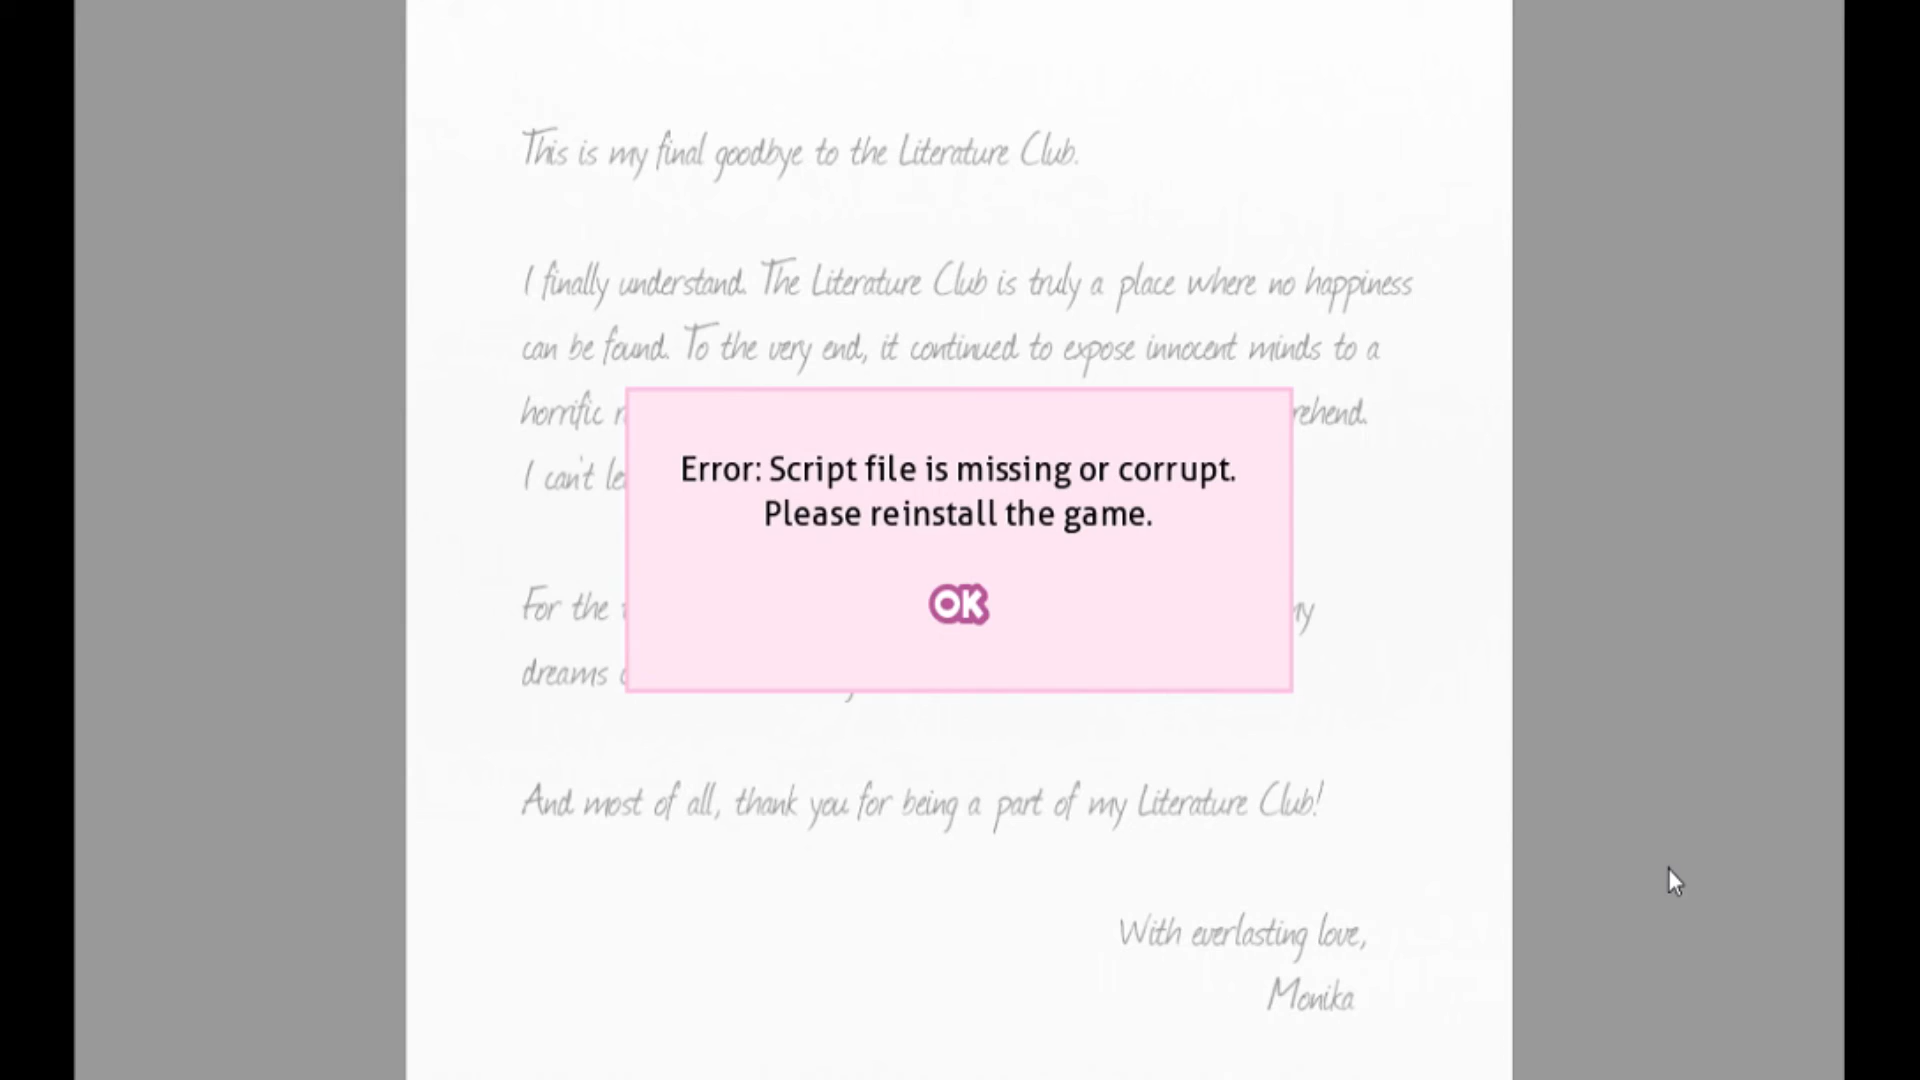 This is my final goodbye to the Literature Club.
I finally understand. The Literature Club is truly a place where no happiness
can be found. To the very end, it continued to expose innocent minds to a
horrific
I can't
Error: Script file is missing or corrupt.
Please reinstall the game.
OK
For the
dreams
And most of all, thank you for being a part of my Literature Club!
With everlasting love,
Monika